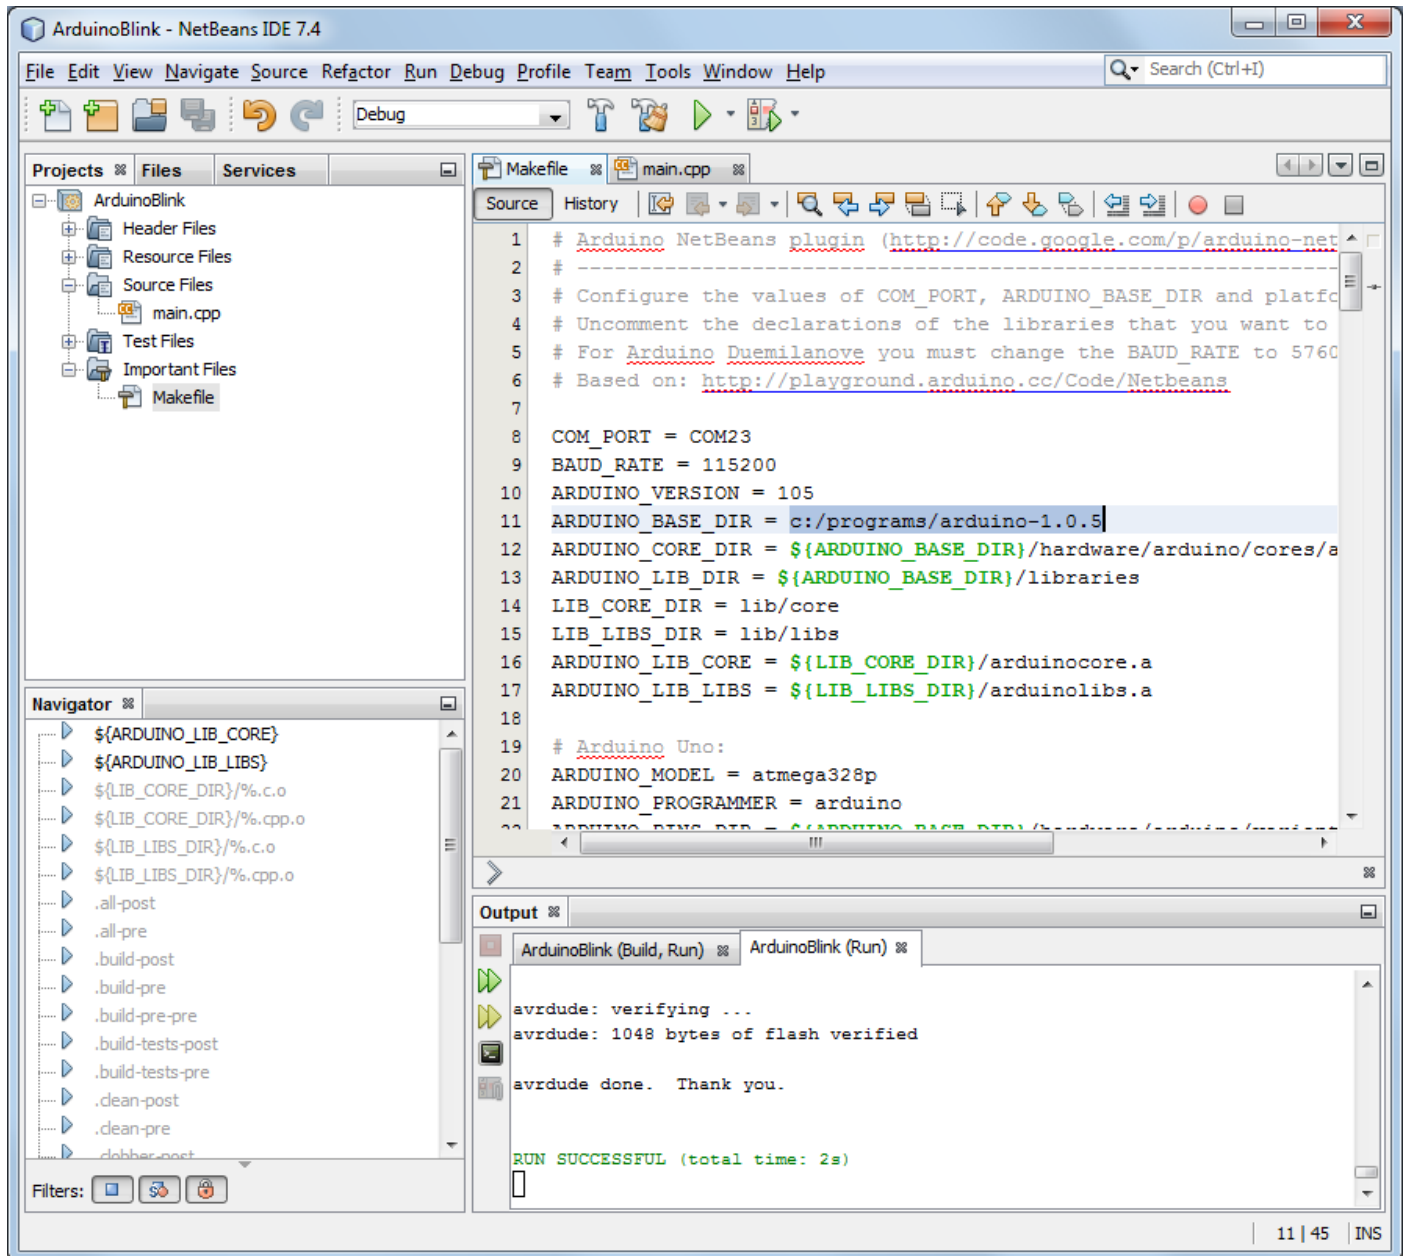 ArduinoBlink - NetBeans IDE 7.4
File Edit View Navigate Source Refactor Run Debug Profile Team Tools Window Help
Search (Ctrl+I)
Debug
Projects Files Services
ArduinoBlink
Header Files
Resource Files
Source Files
main.cpp
Test Files
Important Files
Makefile
Navigator
${ARDUINO_LIB_CORE}
${ARDUINO_LIB_LIBS}
${LIB_CORE_DIR}/%.c.o
${LIB_CORE_DIR}/%.cpp.o
${LIB_LIBS_DIR}/%.c.o
${LIB_LIBS_DIR}/%.cpp.o
.all-post
.all-pre
.build-post
.build-pre
.build-pre-pre
.build-tests-post
.build-tests-pre
.clean-post
.clean-pre
.clobber-post
Filters:
Makefile main.cpp
Source History
1 # Arduino NetBeans plugin (http://code.google.com/p/arduino-net
2 # --------------------------------------------------------------
3 # Configure the values of COM_PORT, ARDUINO_BASE_DIR and platfo
4 # Uncomment the declarations of the libraries that you want to
5 # For Arduino Duemilanove you must change the BAUD_RATE to 5760
6 # Based on: http://playground.arduino.cc/Code/Netbeans
7
8 COM_PORT = COM23
9 BAUD_RATE = 115200
10 ARDUINO_VERSION = 105
11 ARDUINO_BASE_DIR = c:/programs/arduino-1.0.5
12 ARDUINO_CORE_DIR = ${ARDUINO_BASE_DIR}/hardware/arduino/cores/a
13 ARDUINO_LIB_DIR = ${ARDUINO_BASE_DIR}/libraries
14 LIB_CORE_DIR = lib/core
15 LIB_LIBS_DIR = lib/libs
16 ARDUINO_LIB_CORE = ${LIB_CORE_DIR}/arduinocore.a
17 ARDUINO_LIB_LIBS = ${LIB_LIBS_DIR}/arduinolibs.a
18
19 # Arduino Uno:
20 ARDUINO_MODEL = atmega328p
21 ARDUINO_PROGRAMMER = arduino
22 ARDUINO_PINS_DIR = ${ARDUINO_BASE_DIR}/hardware/arduino/variant
Output
ArduinoBlink (Build, Run) ArduinoBlink (Run)
avrdude: verifying ...
avrdude: 1048 bytes of flash verified
avrdude done.  Thank you.
RUN SUCCESSFUL (total time: 2s)
11 | 45 INS